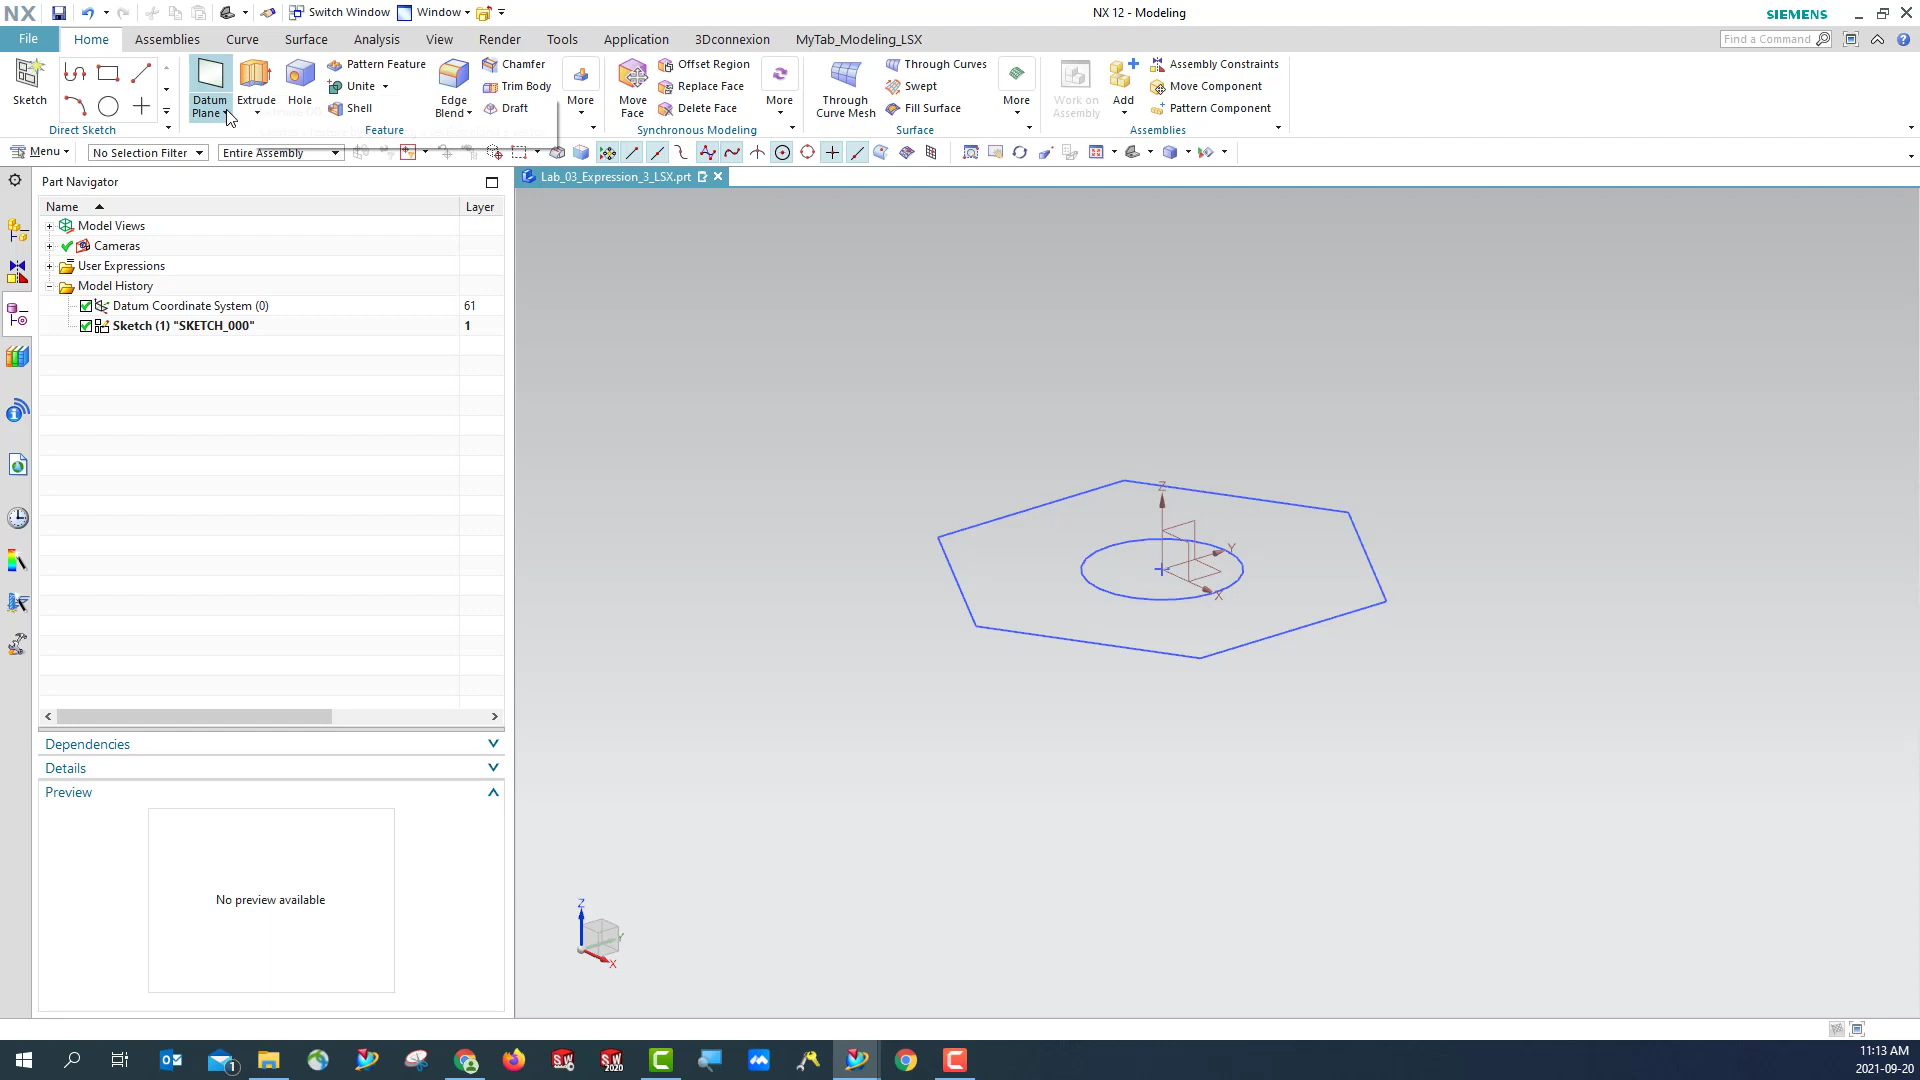 NX Switch Window Window NX 12 - Modeling SIEMENS
File Home Assemblies Curve Surface Analysis View Render Tools Application 3Dconnexion MyTab_Modeling_LSX Find a Command
Sketch
Direct Sketch
Datum Plane
Extrude
Hole
Pattern Feature
Unite
Shell
Edge Blend
Chamfer
Trim Body
Draft
More
Feature
Move Face
Offset Region
Replace Face
Delete Face
More
Synchronous Modeling
Through Curve Mesh
Through Curves
Swept
Fill Surface
More
Surface
Work on Assembly
Add
Assembly Constraints
Move Component
Pattern Component
Assemblies
Menu No Selection Filter Entire Assembly
Part Navigator
Lab_03_Expression_3_LSX.prt
Name Layer
Model Views
Cameras
User Expressions
Model History
Datum Coordinate System (0) 61
Sketch (1) "SKETCH_000" 1
Z
Y
X
Dependencies
Details
Preview
No preview available
Z
Y
X
1
SW
SW
2020
11:13 AM
2021-09-20